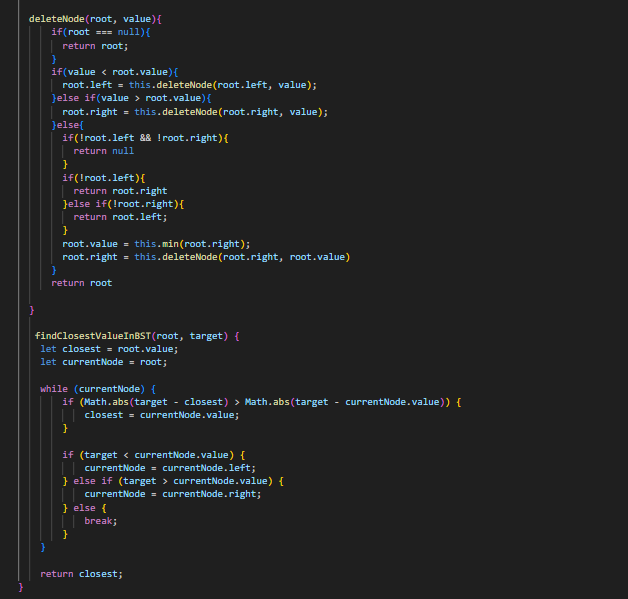 deleteNode(root, value){
if(root === null){
return root;
}
if(value < root.value){
root.left = this.deleteNode(root.left, value);
}else if(value > root.value){
root.right = this.deleteNode(root.right, value);
}else{
if(!root.left && !root.right){
return null
}
if(!root.left){
return root.right
}else if(!root.right){
return root.left;
}
root.value = this.min(root.right);
root.right = this.deleteNode(root.right, root.value)
}
return root
}
findClosestValueInBST(root, target) {
let closest = root.value;
let currentNode = root;
while (currentNode) {
if (Math.abs(target - closest) > Math.abs(target - currentNode.value)) {
closest = currentNode.value;
}
if (target < currentNode.value) {
currentNode = currentNode.left;
} else if (target > currentNode.value) {
currentNode = currentNode.right;
} else {
break;
}
}
return closest;
}